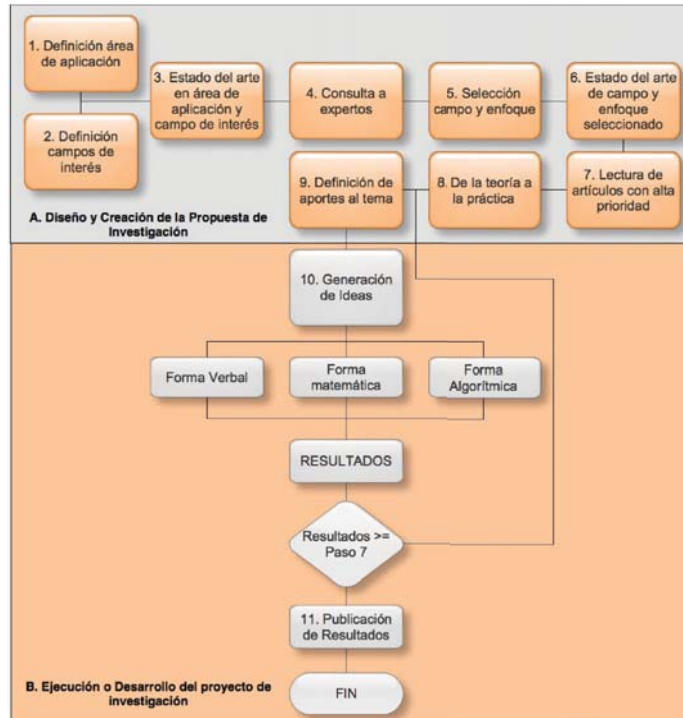 1. Definición área
de aplicación
2. Definición
campos de
interés
3. Estado del arte
en área de
aplicación y
campo de interés
4. Consulta a
expertos
5. Selección
campo y enfoque
6. Estado del arte
de campo y
enfoque
seleccionado
7. Lectura de
artículos con alta
prioridad
8. De la teoría a
la práctica
9. Definición de
aportes al tema
A. Diseño y Creación de la Propuesta de
Investigación
10. Generación
de Ideas
Forma Verbal
Forma
matemática
Forma
Algorítmica
RESULTADOS
Resultados >=
Paso 7
11. Publicación
de Resultados
FIN
B. Ejecución o Desarrollo del proyecto de
investigación